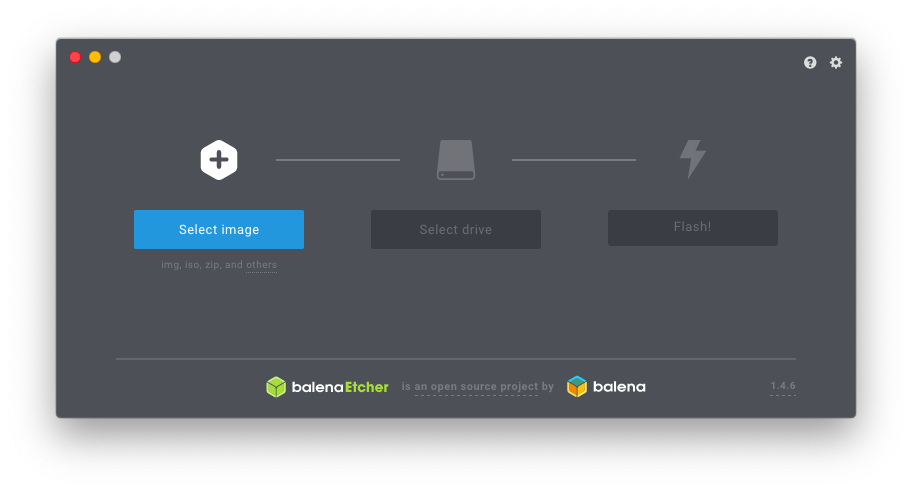 Select image
Select drive
Flash!
img, iso, zip, and others
balenaEtcher is an open source project by balena
1.4.6